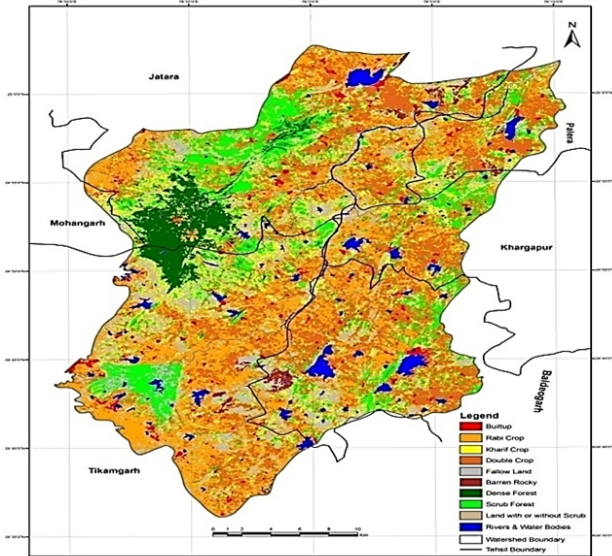 N
Jatara
Palera
Mohangarh
Khargapur
Baldeogarh
Tikamgarh
Legend
Builtup
Rabi Crop
Kharif Crop
Double Crop
Fallow Land
Barren Rocky
Dense Forest
Scrub Forest
Land with or without Scrub
Rivers & Water Bodies
Watershed Boundary
Tehsil Boundary
0 1 2 4 6 8 10
Km